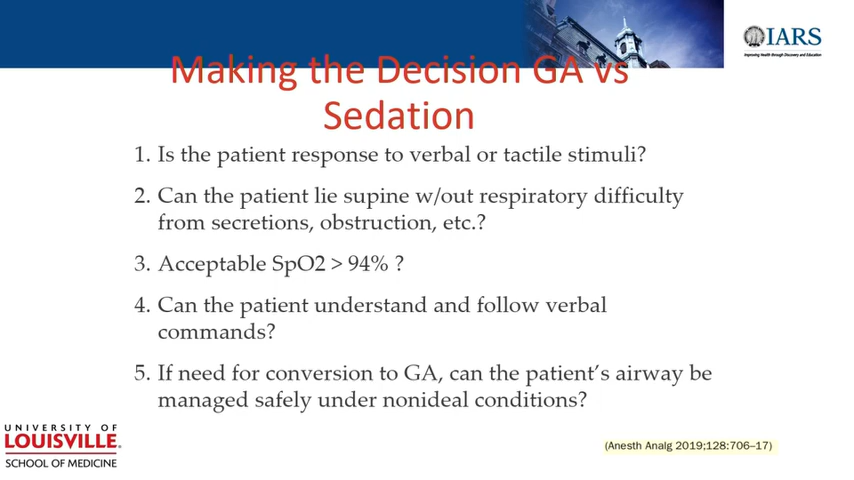 IARS
Improving Health through Discovery and Education
Making the Decision GA vs
Sedation
1. Is the patient response to verbal or tactile stimuli?
2. Can the patient lie supine w/out respiratory difficulty
from secretions, obstruction, etc.?
3. Acceptable SpO2 > 94% ?
4. Can the patient understand and follow verbal
commands?
5. If need for conversion to GA, can the patient’s airway be
managed safely under nonideal conditions?
UNIVERSITY OF
LOUISVILLE.
SCHOOL OF MEDICINE
(Anesth Analg 2019;128:706–17)